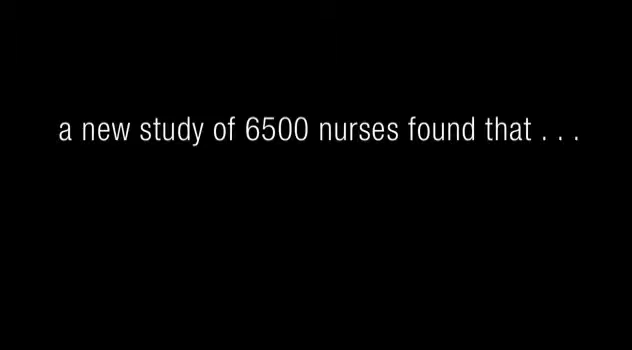 a new study of 6500 nurses found that . . .